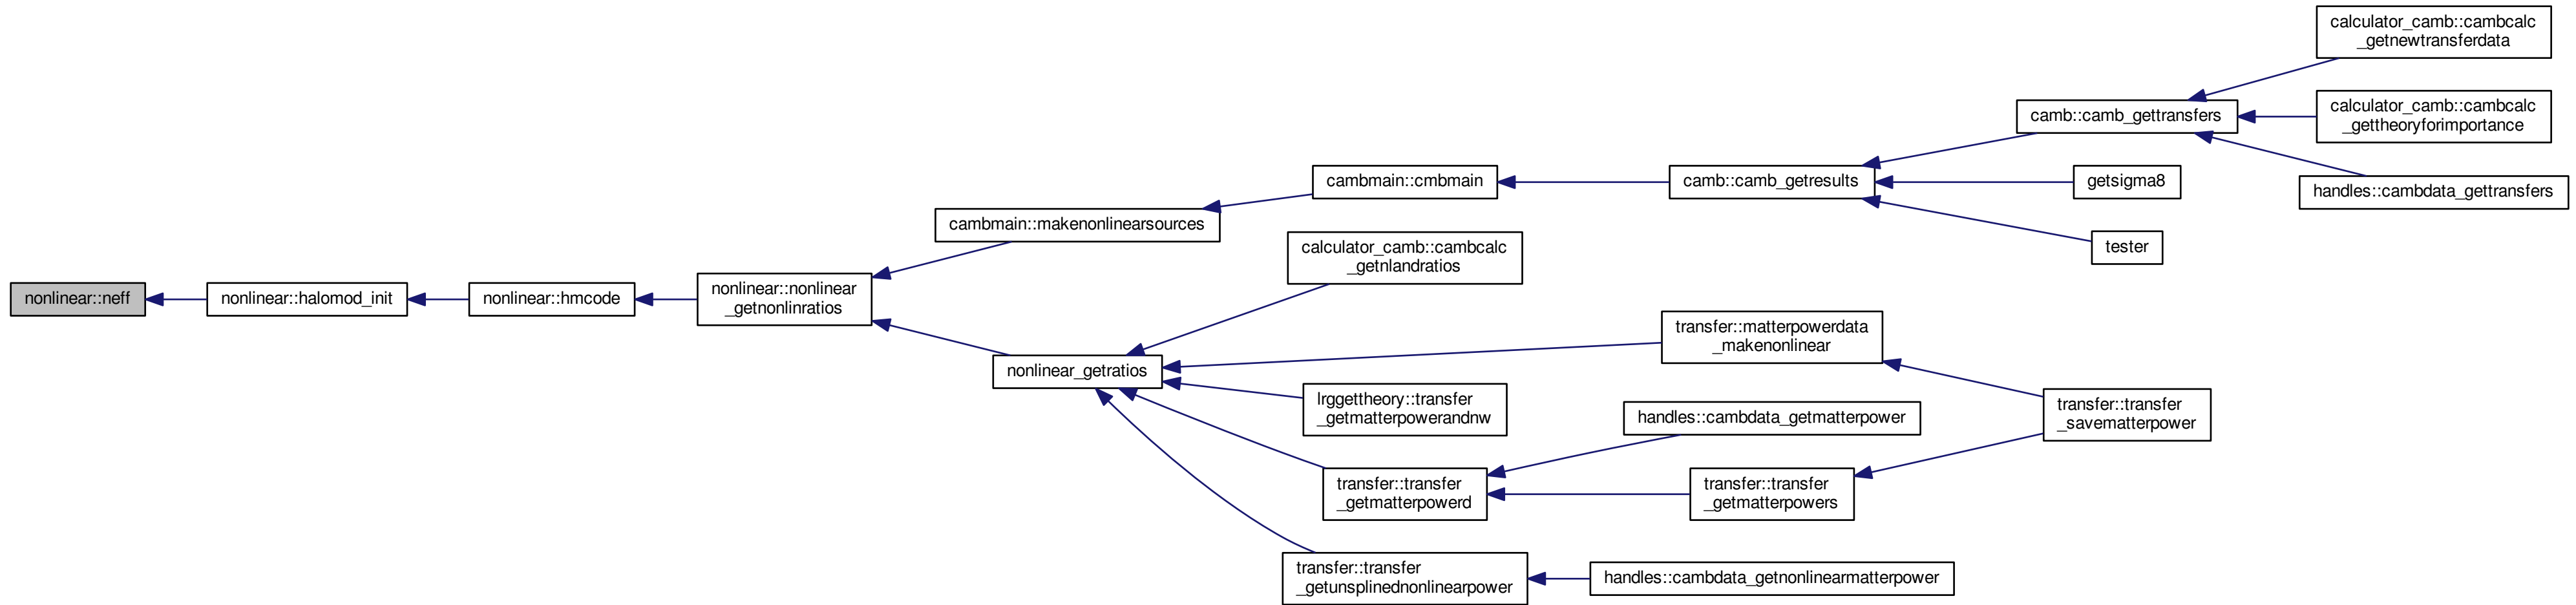 calculator_camb::cambcalc
_getnewtransferdata
calculator_camb::cambcalc
_gettheoryforimportance
camb::camb_gettransfers
handles::cambdata_gettransfers
cambmain::cmbmain
camb::camb_getresults
getsigma8
cambmain::makenonlinearsources
tester
calculator_camb::cambcalc
_getnlandratios
nonlinear::neff
nonlinear::halomod_init
nonlinear::hmcode
nonlinear::nonlinear
_getnonlinratios
transfer::matterpowerdata
_makenonlinear
nonlinear_getratios
lrggettheory::transfer
_getmatterpowerandnw
handles::cambdata_getmatterpower
transfer::transfer
_savematterpower
transfer::transfer
_getmatterpowerd
transfer::transfer
_getmatterpowers
transfer::transfer
_getunsplinednonlinearpower
handles::cambdata_getnonlinearmatterpower